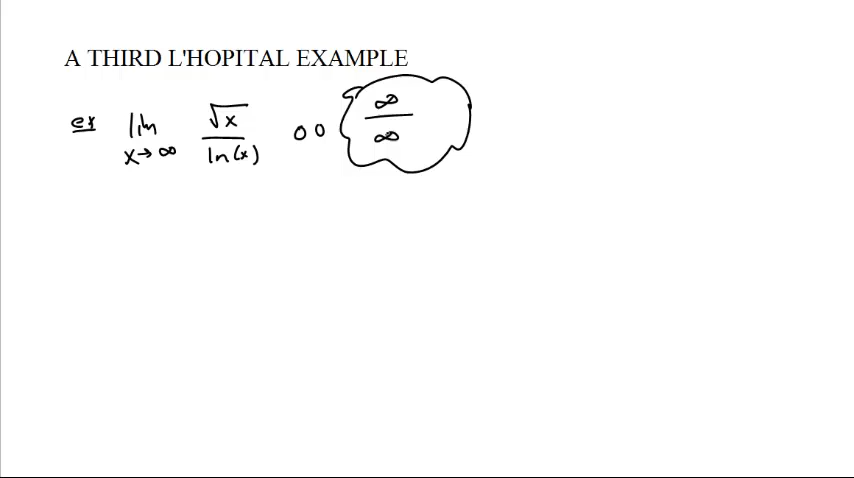 A THIRD L'HOPITAL EXAMPLE
ex lim x→∞ √x / ln(x) ∞ / ∞